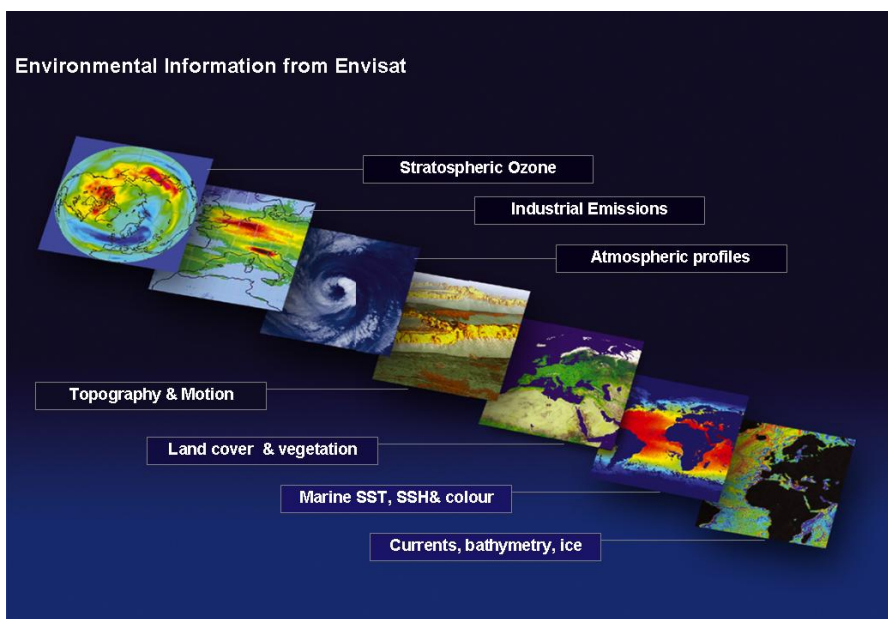 Environmental Information from Envisat
Stratospheric Ozone
Industrial Emissions
Atmospheric profiles
Topography & Motion
Land cover & vegetation
Marine SST, SSH& colour
Currents, bathymetry, ice